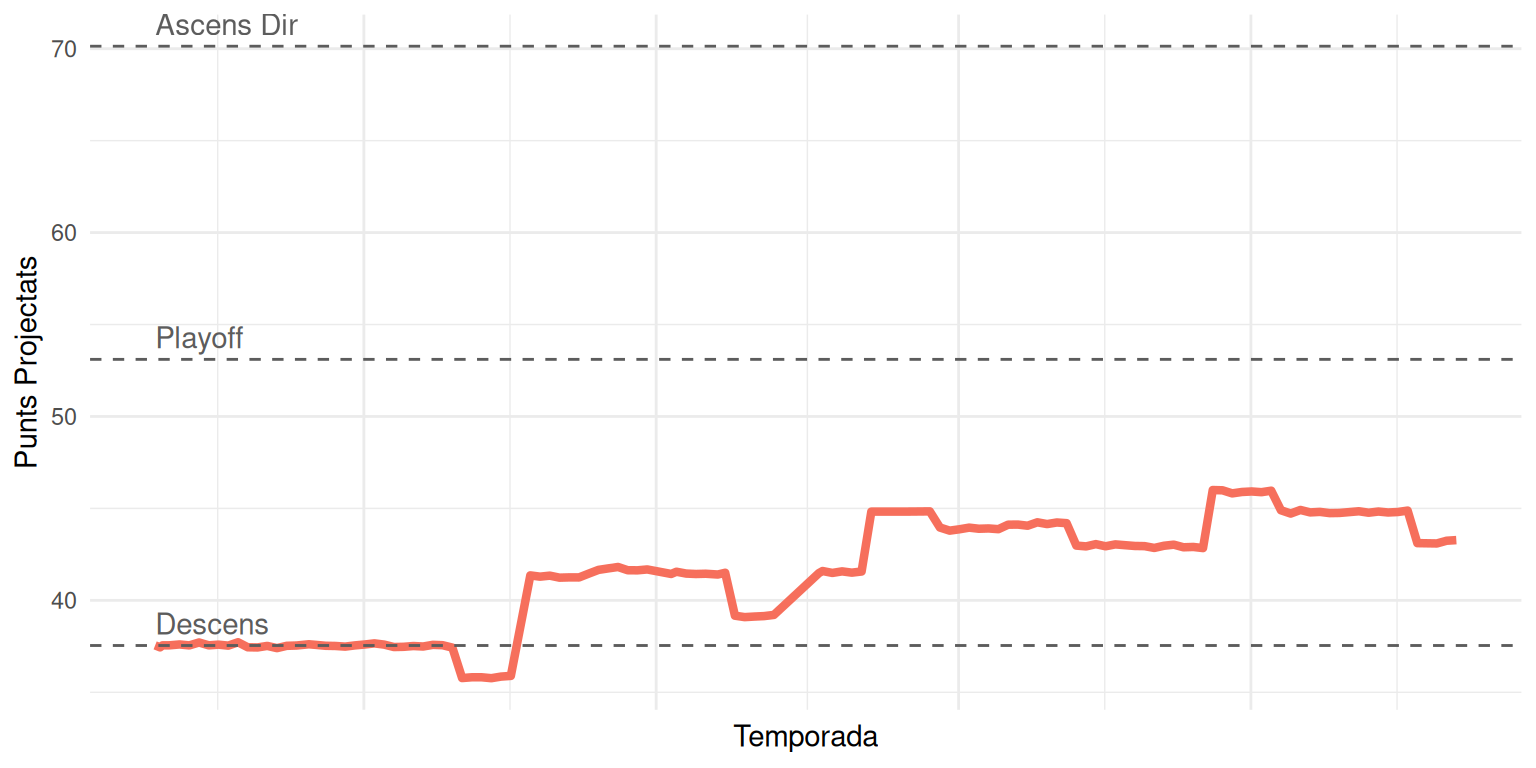 Ascens Dir
70
60
Playoff
50
40
Descens
Punts Projectats
Temporada